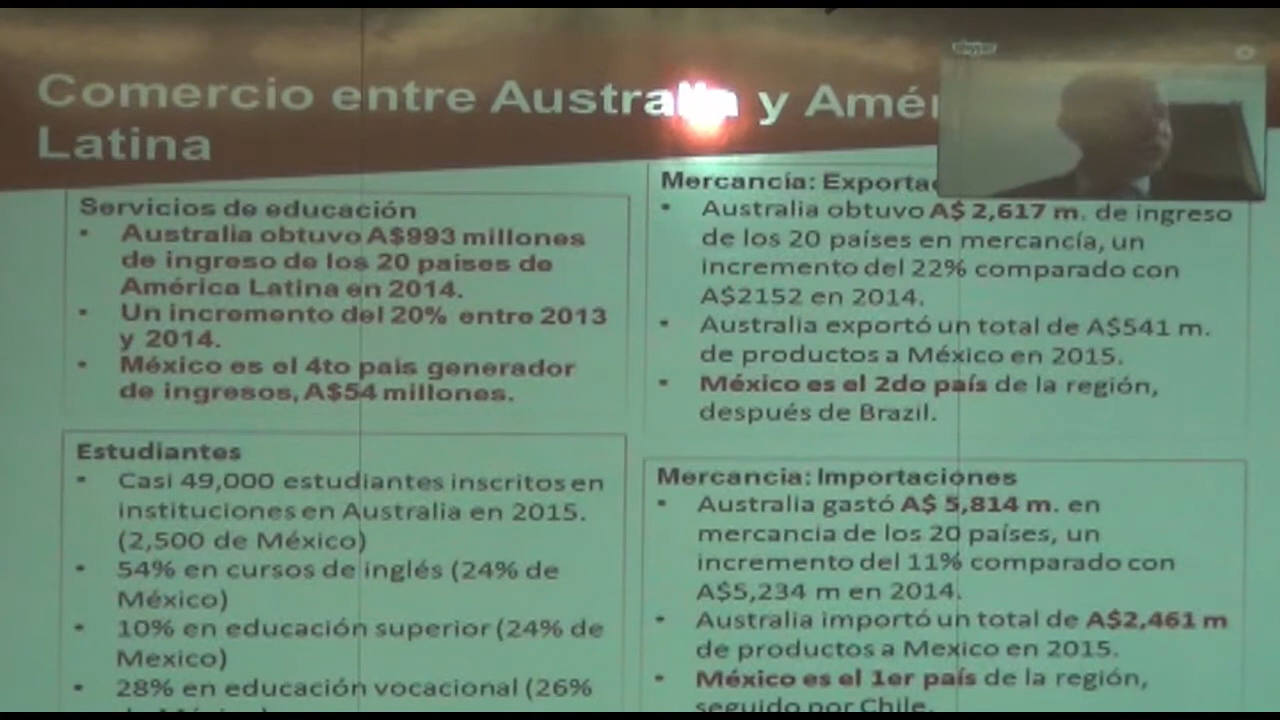 Comercio entre Australia y Amér
Latina
Servicios de educación
• Australia obtuvo A$993 millones
de ingreso de los 20 paises de
América Latina en 2014.
• Un incremento del 20% entre 2013
y 2014.
• México es el 4to pais generador
de ingresos, A$54 millones.
Estudiantes
• Casi 49,000 estudiantes inscritos en
instituciones en Australia en 2015.
(2,500 de México)
• 54% en cursos de inglés (24% de
México)
• 10% en educación superior (24% de
Mexico)
• 28% en educación vocacional (26%
de México)
Mercancía: Exportac
• Australia obtuvo A$ 2,617 m. de ingreso
de los 20 países en mercancía, un
incremento del 22% comparado con
A$2152 en 2014.
• Australia exportó un total de A$541 m.
de productos a México en 2015.
• México es el 2do país de la región,
después de Brazil.
Mercancia: Importaciones
• Australia gastó A$ 5,814 m. en
mercancia de los 20 países, un
incremento del 11% comparado con
A$5,234 m en 2014.
• Australia importó un total de A$2,461 m
de productos a Mexico en 2015.
• México es el 1er país de la región,
seguido por Chile.